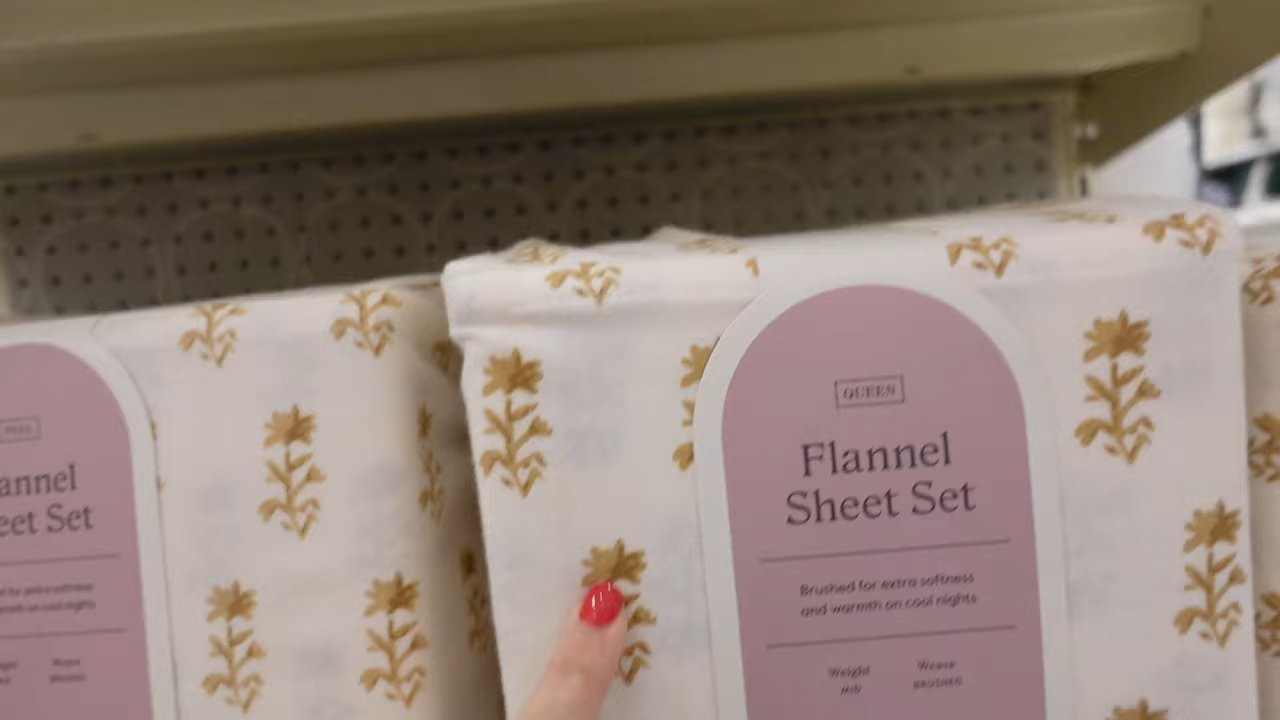 QUEEN
Flannel
Sheet Set
Brushed for extra softness
and warmth on cool nights
Weight
Weave
annel
eet Set